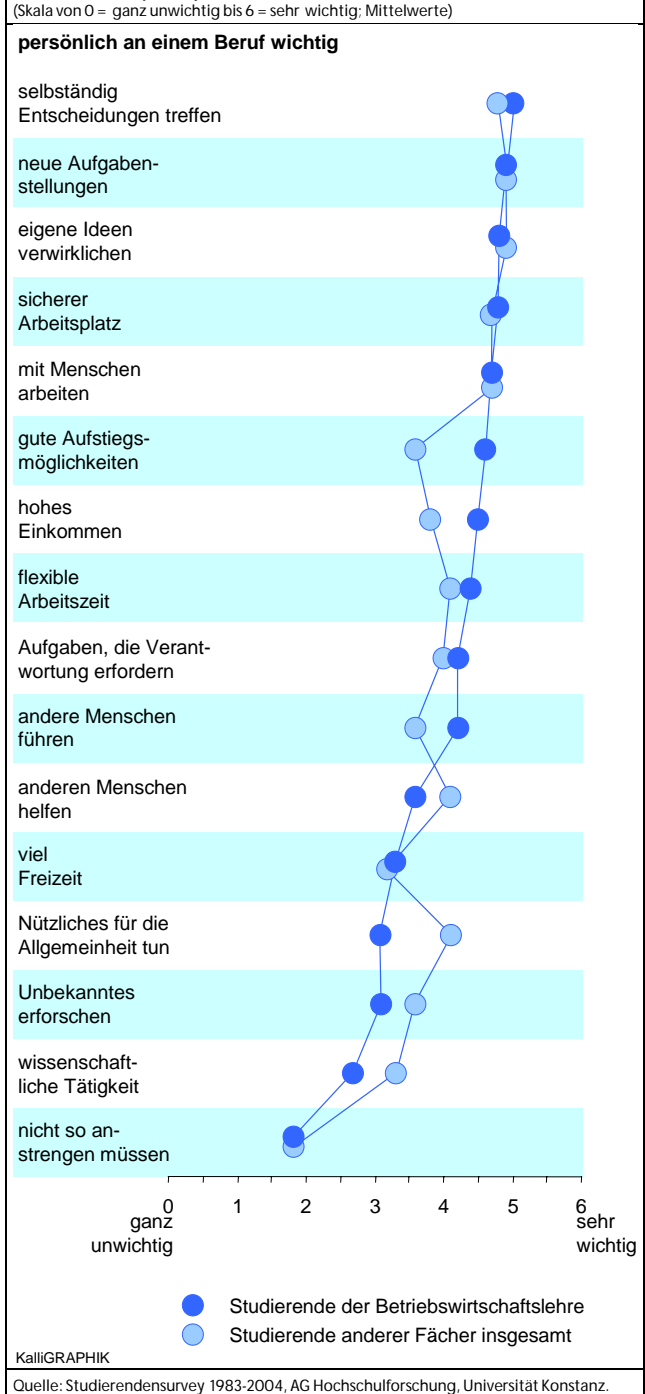 (Skala von 0 = ganz unwichtig bis 6 = sehr wichtig; Mittelwerte)
persönlich an einem Beruf wichtig
selbständig
Entscheidungen treffen
neue Aufgaben-
stellungen
eigene Ideen
verwirklichen
sicherer
Arbeitsplatz
mit Menschen
arbeiten
gute Aufstiegs-
möglichkeiten
hohes
Einkommen
flexible
Arbeitszeit
Aufgaben, die Verant-
wortung erfordern
andere Menschen
führen
anderen Menschen
helfen
viel
Freizeit
Nützliches für die
Allgemeinheit tun
Unbekanntes
erforschen
wissenschaft-
liche Tätigkeit
nicht so an-
strengen müssen
0 1 2 3 4 5 6
ganz sehr
unwichtig wichtig
Studierende der Betriebswirtschaftslehre
Studierende anderer Fächer insgesamt
KalliGRAPHIK
Quelle: Studierendensurvey 1983-2004, AG Hochschulforschung, Universität Konstanz.